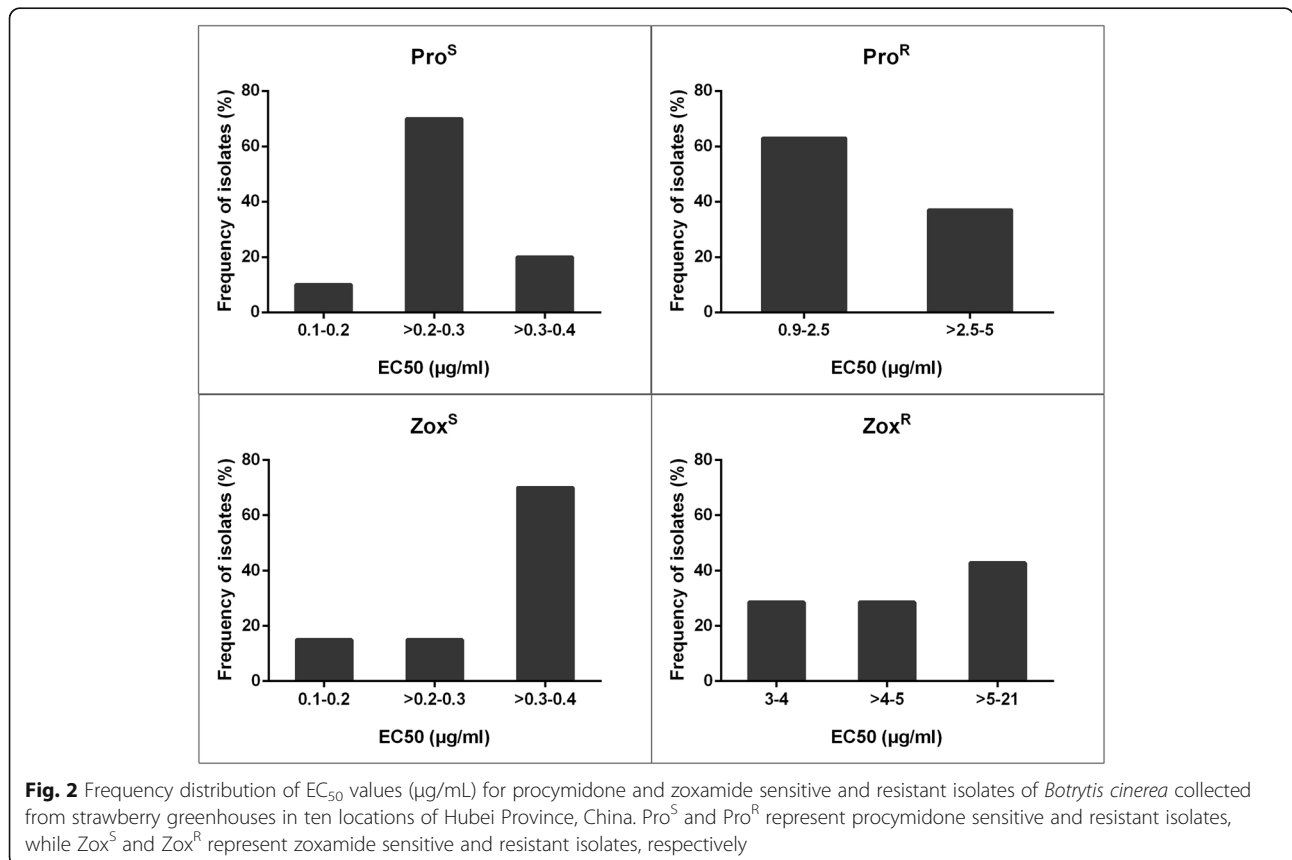 Pro^S
Frequency of isolates (%)
80
60
40
20
0
0.1-0.2 >0.2-0.3 >0.3-0.4
EC50 (µg/ml)
Pro^R
Frequency of isolates (%)
80
60
40
20
0
0.9-2.5 >2.5-5
EC50 (µg/ml)
Zox^S
Frequency of isolates (%)
80
60
40
20
0
0.1-0.2 >0.2-0.3 >0.3-0.4
EC50 (µg/ml)
Zox^R
Frequency of isolates (%)
80
60
40
20
0
3-4 >4-5 >5-21
EC50 (µg/ml)
Fig. 2 Frequency distribution of EC₅₀ values (µg/mL) for procymidone and zoxamide sensitive and resistant isolates of Botrytis cinerea collected
from strawberry greenhouses in ten locations of Hubei Province, China. Pro^S and Pro^R represent procymidone sensitive and resistant isolates,
while Zox^S and Zox^R represent zoxamide sensitive and resistant isolates, respectively